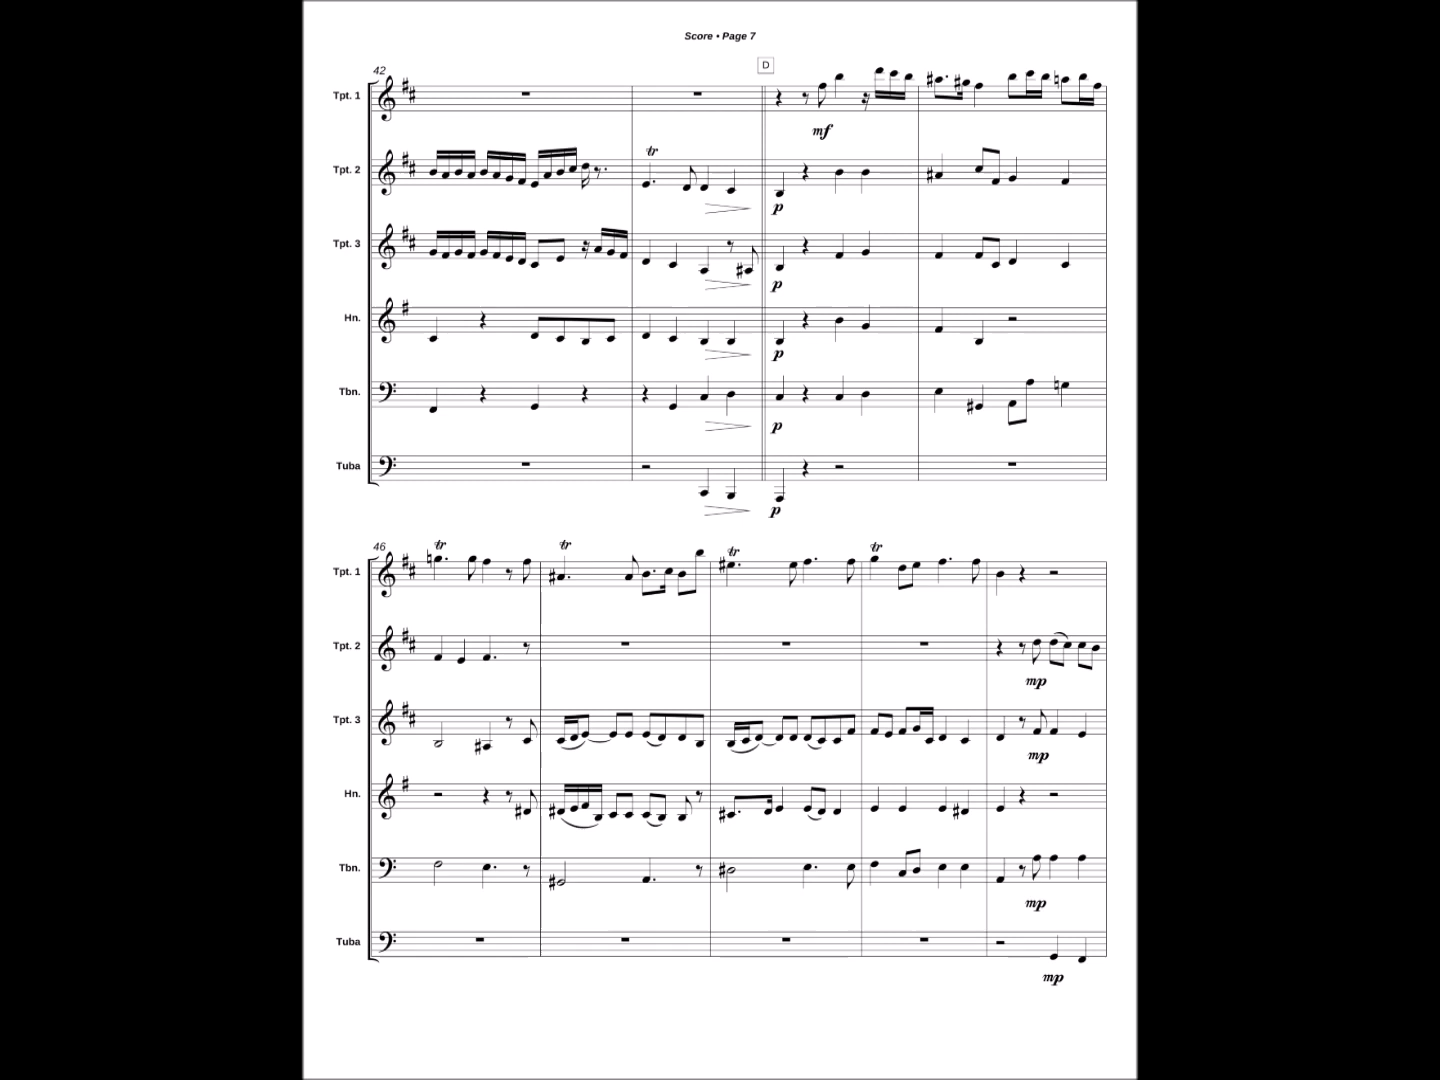 Score • Page 7
42
D
Tpt. 1
mf
tr
Tpt. 2
p
Tpt. 3
p
Hn.
p
Tbn.
p
Tuba
p
46
tr tr tr tr
Tpt. 1
Tpt. 2
mp
Tpt. 3
mp
Hn.
Tbn.
mp
Tuba
mp